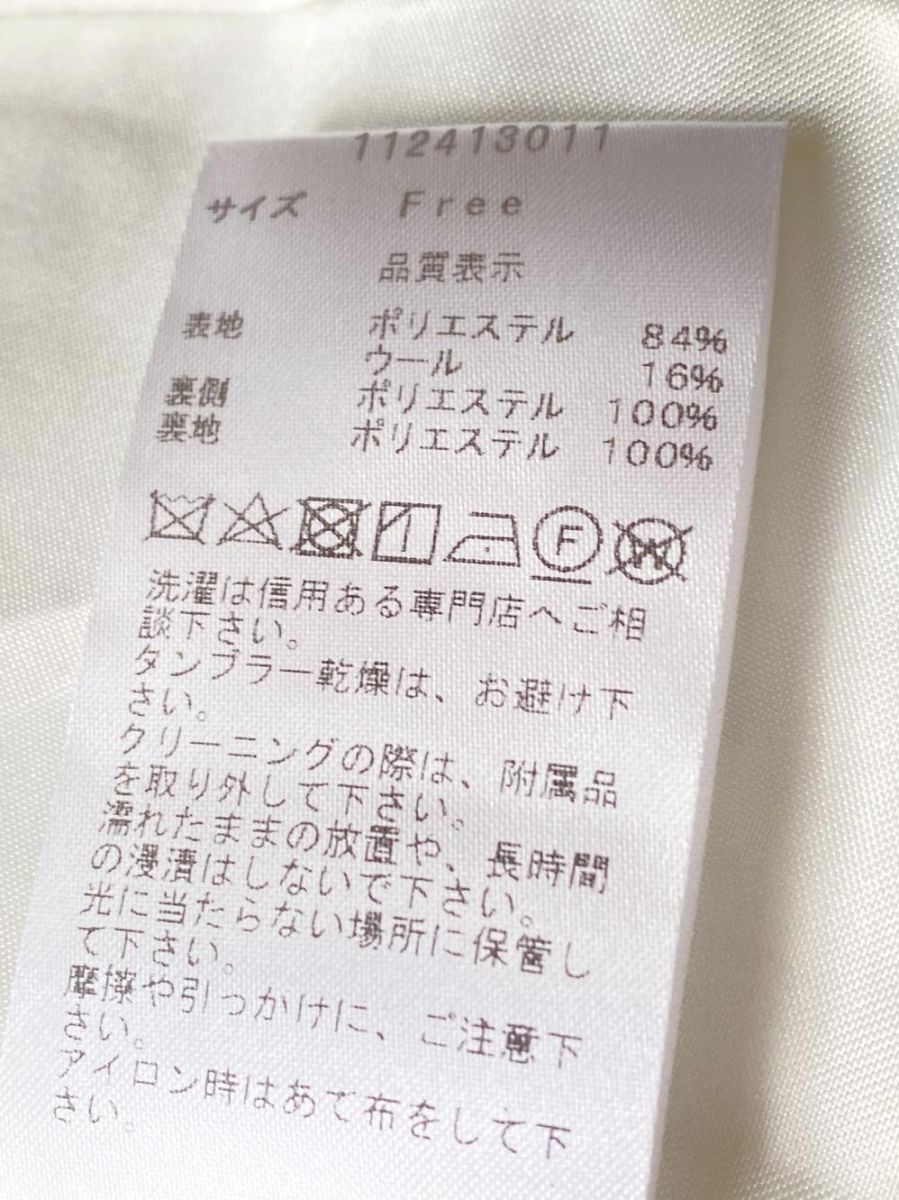 112413011
サイズ Free
品質表示
表地 ポリエステル 84%
ウール 16%
裏側 ポリエステル 100%
裏地 ポリエステル 100%
F W
洗濯は信用ある専門店へご相
談下さい。
タンブラー乾燥は、お避け下
さい。
クリーニングの際は、附属品
を取り外して下さい。
濡れたままの放置や、長時間
の浸漬はしないで下さい。
光に当たらない場所に保管し
て下さい。
摩擦や引っかけに、ご注意下
さい。
アイロン時はあて布をして下
さい。